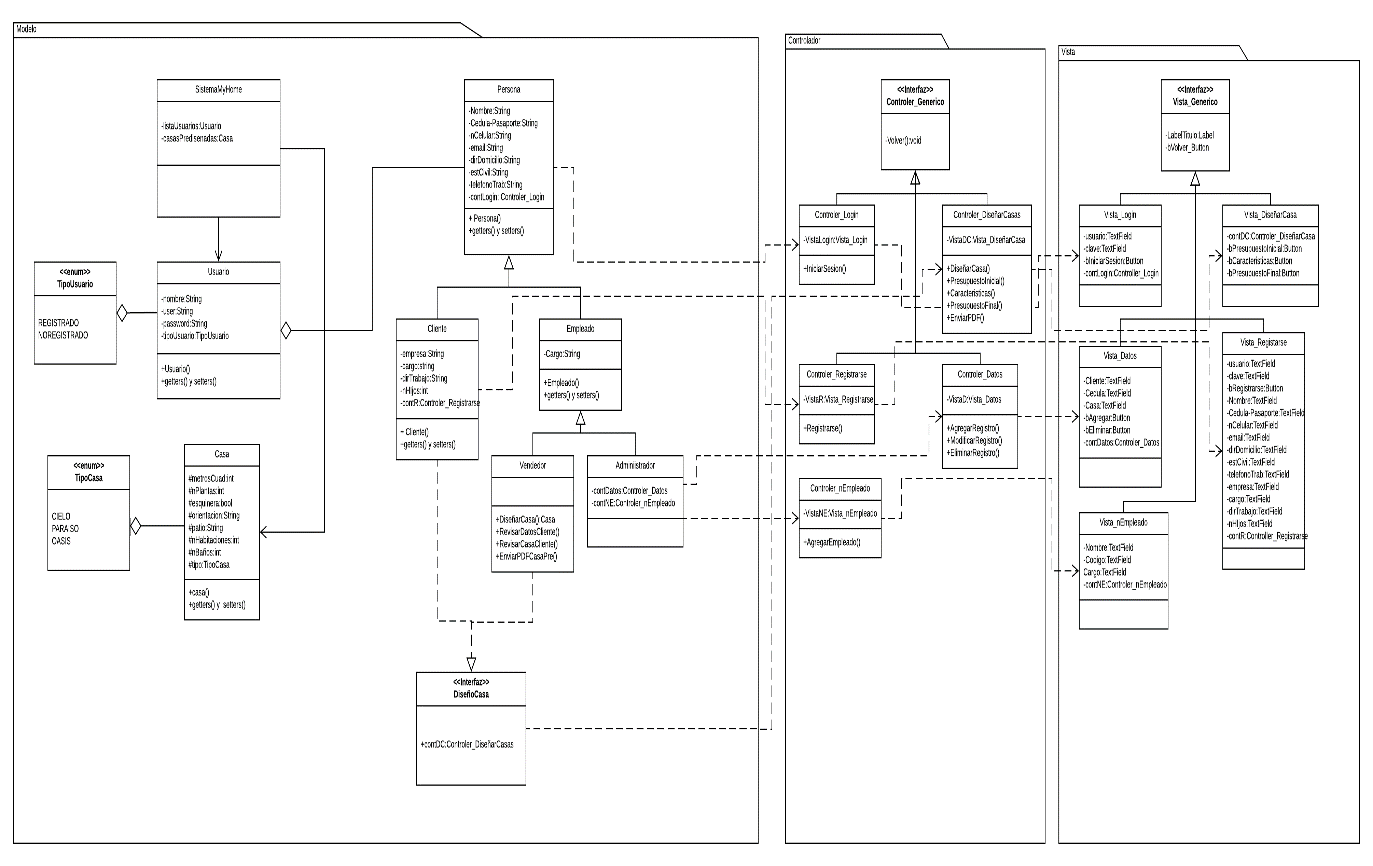 Modelo
SistemaMyHome
-listaUsuarios:Usuario
-casasPredisenadas:Casa
<<enum>>
TipoUsuario
REGISTRADO
NOREGISTRADO
Usuario
-nombre:String
-user:String
-password:String
-tipoUsuario:TipoUsuario
+Usuario()
+getters() y setters()
<<enum>>
TipoCasa
CIELO
PARAISO
OASIS
Casa
#metrosCuad:int
#nPlantas:int
#esquinera:bool
#orientacion:String
#patio:String
#nHabitaciones:int
#nBaños:int
#tipo:TipoCasa
+casa()
+getters() y setters()
Persona
-Nombre:String
-Cedula-Pasaporte:String
-nCelular:String
-email:String
-dirDomicilio:String
-estCivil:String
-telefonoTrab:String
-contLogin: Controler_Login
+ Persona()
+getters() y setters()
Cliente
-empresa:String
-cargo:string
-dirTrabajo:String
-nHijos:int
-contR:Controler_Registrarse
+ Cliente()
+getters() y setters()
Empleado
-Cargo:String
+Empleado()
+getters() y setters()
Vendedor
+DiseñarCasa():Casa
+RevisarDatosCliente()
+RevisarCasaCliente()
+EnviarPDFCasaPre()
Administrador
-contDatos:Controler_Datos
-contNE:Controler_nEmpleado
<<Interfaz>>
DiseñoCasa
+contDC:Controler_DiseñarCasas
Controlador
<<Interfaz>>
Controler_Generico
-Volver():void
Controler_Login
-VistaLogin:Vista_Login
+IniciarSesion()
Controler_DiseñarCasas
-VistaDC:Vista_DiseñarCasa
+DiseñarCasa()
+PresupuestoInicial()
+Caracteristicas()
+PresupuestoFinal()
+EnviarPDF()
Controler_Registrarse
-VistaR:Vista_Registrarse
+Registrarse()
Controler_Datos
-VistaDt:Vista_Datos
+AgregarRegistro()
+ModificarRegistro()
+EliminarRegistro()
Controler_nEmpleado
-VistaNE:Vista_nEmpleado
+AgregarEmpleado()
Vista
<<Interfaz>>
Vista_Generico
-LabelTitulo:Label
-bVolver_Button
Vista_Login
-usuario:TextField
-clave:TextField
-bIniciarSesion:Button
-contLogin:Controller_Login
Vista_DiseñarCasa
-contDC:Controler_DiseñarCasa
-bPresupuestoInicial:Button
-bCaracteristicas:Button
-bPresupuestoFinal:Button
Vista_Datos
-Cliente:TextField
-Cedula:TextField
-Casa:TextField
-bAgregar:Button
-bEliminar:Button
-contDatos:Controler_Datos
Vista_Registarse
-usuario:TextField
-clave:TextField
-bRegistrarse:Button
-Nombre:TextField
-Cedula-Pasaporte:TextField
-nCelular:TextField
-email:TextField
-dirDomicilio:TextField
-estCivil:TextField
-telefonoTrab:TextField
-empresa:TextField
-cargo:TextField
-dirTrabajo:TextField
-nHijos:TextField
-contR:Controller_Registrarse
Vista_nEmpleado
-Nombre:TextField
-Codigo:TextField
Cargo:TextField
-contNE:Controler_nEmpleado